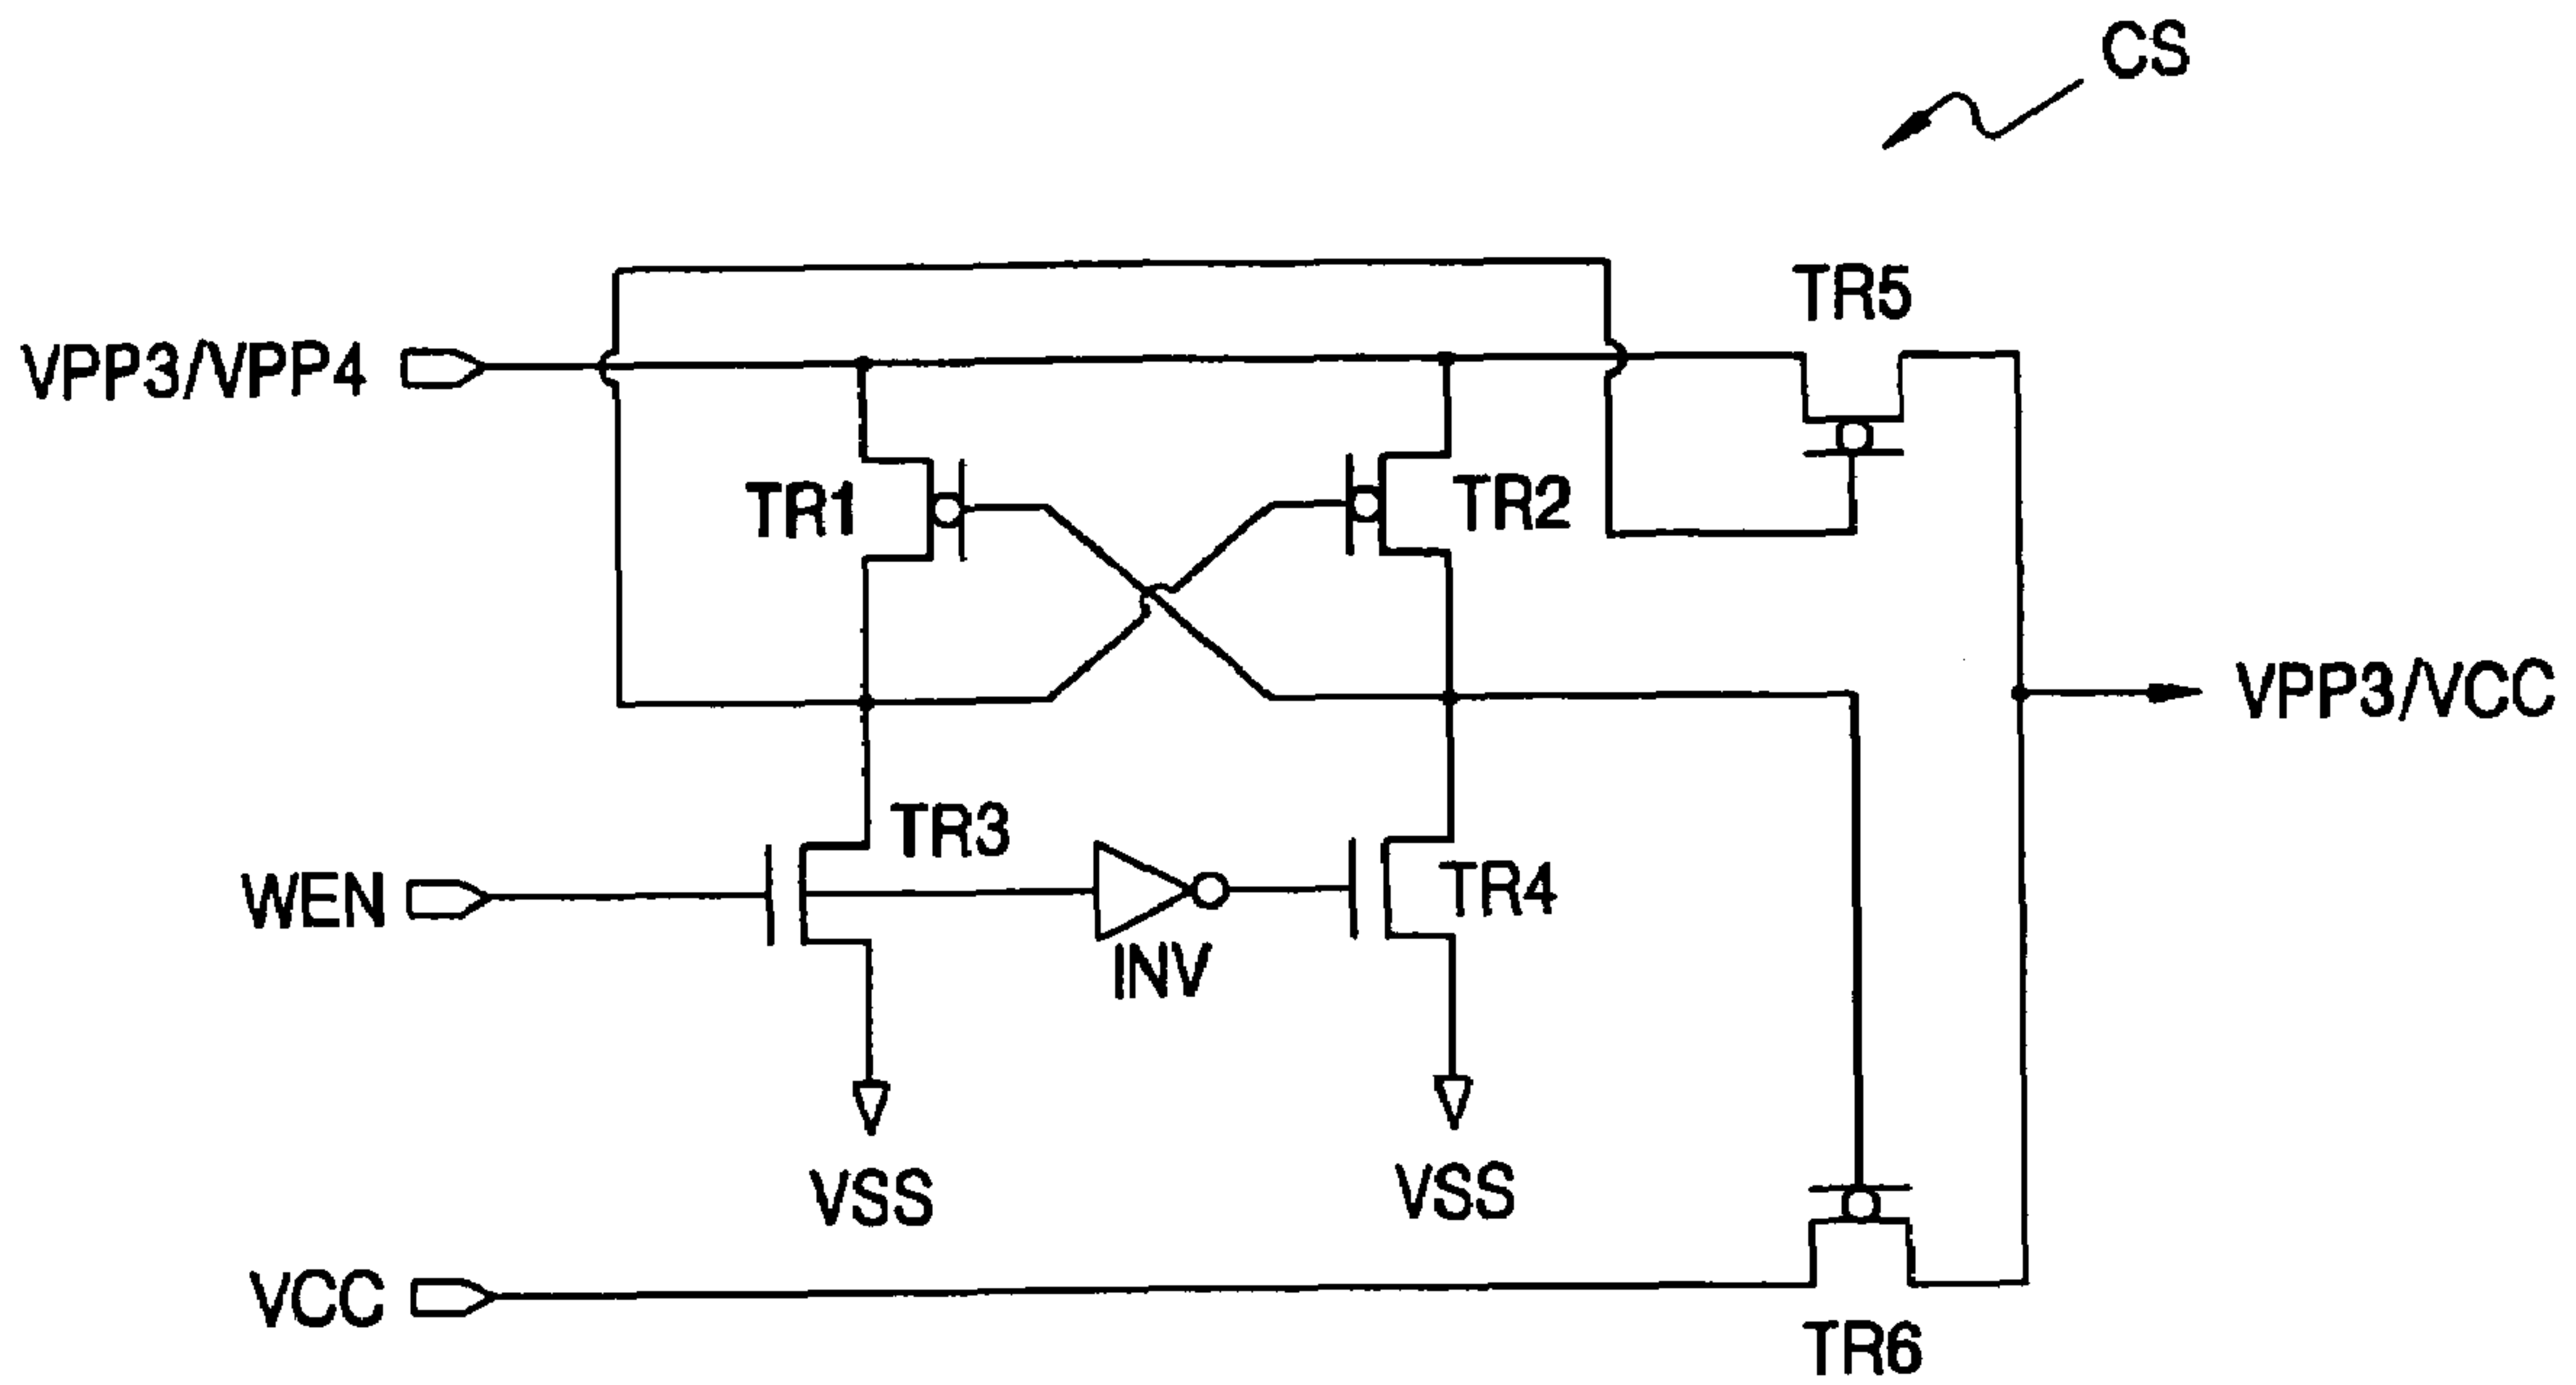 CS
TR5
VPP3/VPP4
TR1
TR2
VPP3/VCC
TR3
WEN
TR4
INV
VSS
VSS
VCC
TR6